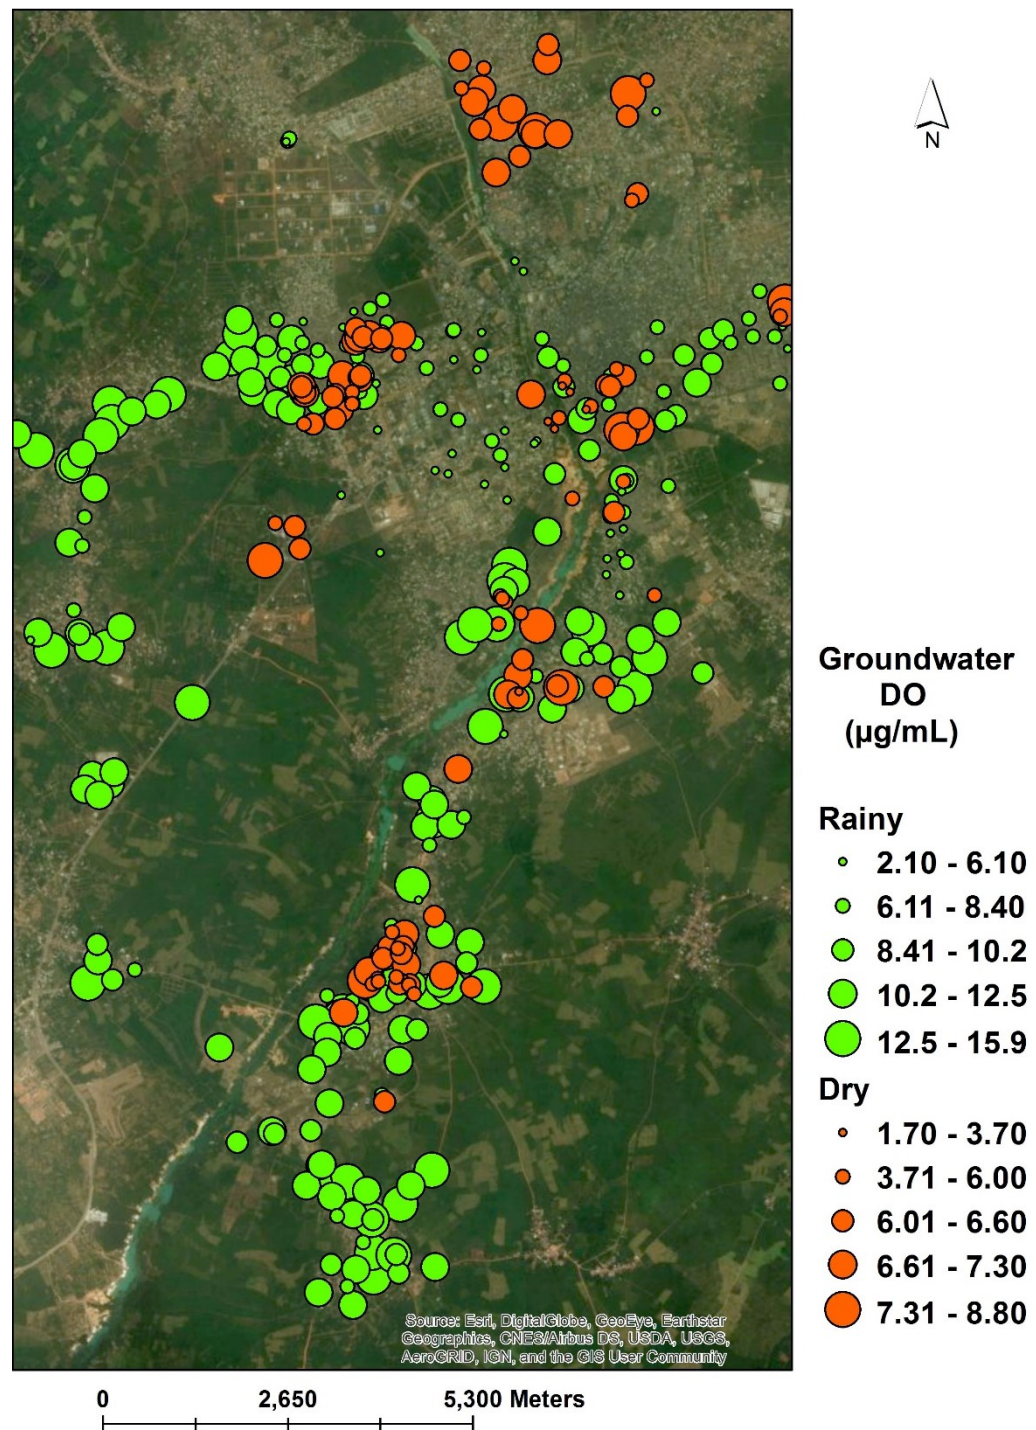 N
Groundwater
DO
(µg/mL)
Rainy
2.10 - 6.10
6.11 - 8.40
8.41 - 10.2
10.2 - 12.5
12.5 - 15.9
Dry
1.70 - 3.70
3.71 - 6.00
6.01 - 6.60
6.61 - 7.30
7.31 - 8.80
Source: Esri, DigitalGlobe, GeoEye, Earthstar
Geographics, CNES/Airbus DS, USDA, USGS,
AeroGRID, IGN, and the GIS User Community
0 2,650 5,300 Meters